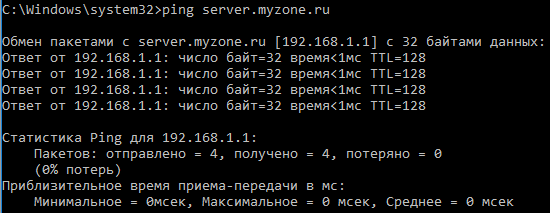 C:\Windows\system32>ping server.myzone.ru
Обмен пакетами с server.myzone.ru [192.168.1.1] с 32 байтами данных:
Ответ от 192.168.1.1: число байт=32 время<1мс TTL=128
Ответ от 192.168.1.1: число байт=32 время<1мс TTL=128
Ответ от 192.168.1.1: число байт=32 время<1мс TTL=128
Ответ от 192.168.1.1: число байт=32 время<1мс TTL=128
Статистика Ping для 192.168.1.1:
Пакетов: отправлено = 4, получено = 4, потеряно = 0
(0% потерь)
Приблизительное время приема-передачи в мс:
Минимальное = 0мсек, Максимальное = 0 мсек, Среднее = 0 мсек